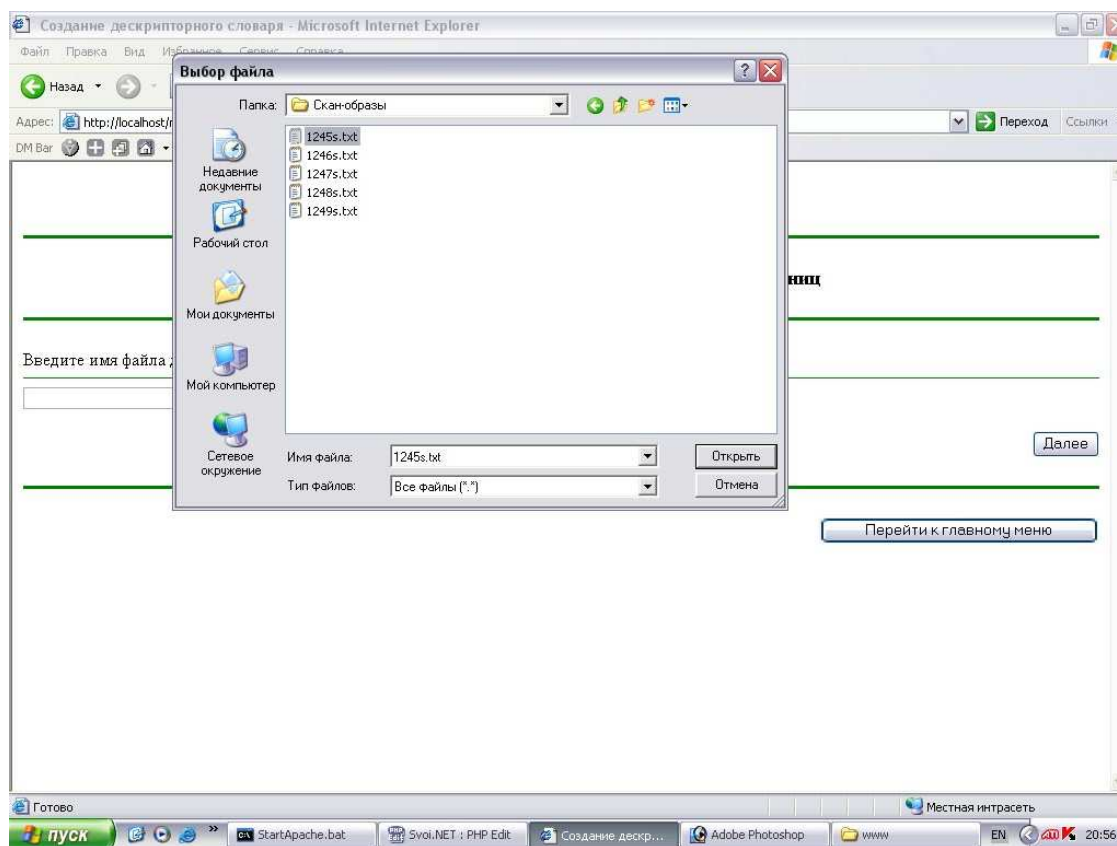 Создание дескрипторного словаря - Microsoft Internet Explorer
Файл Правка Вид Избранное Сервис Справка
Выбор файла
Назад
Папка: Скан-образы
Адрес: http://localhost/ Переход Ссылки
DM Bar
1245s.txt
1246s.txt
1247s.txt
1248s.txt
1249s.txt
Недавние
документы
Рабочий стол
ниц
Мои документы
Введите имя файла
Мой компьютер
Сетевое
окружение
Имя файла: 1245s.txt Открыть
Далее
Тип файлов: Все файлы (*.*) Отмена
Перейти к главному меню
Готово Местная интрасеть
пуск » StartApache.bat Svoi.NET : PHP Edit Создание дескр... Adobe Photoshop www EN 20:56